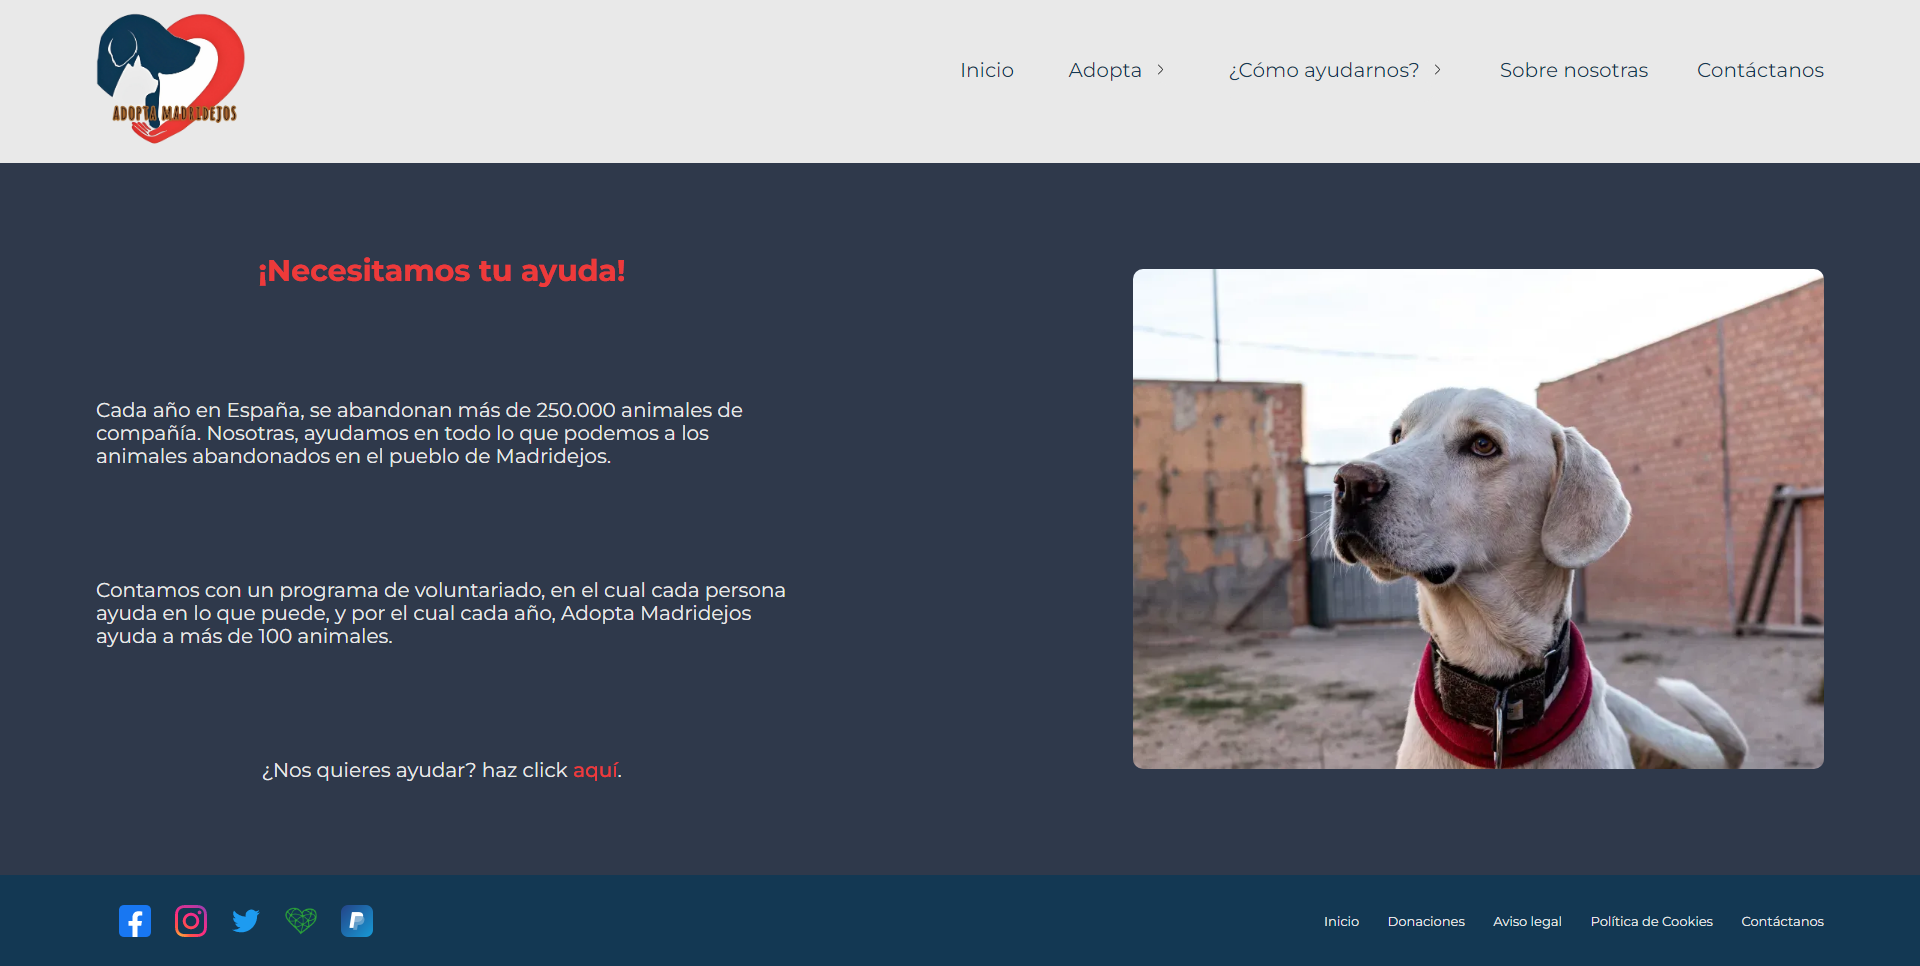 ADOPTA MADRIDEJOS
Inicio
Adopta
¿Cómo ayudarnos?
Sobre nosotras
Contáctanos
¡Necesitamos tu ayuda!
Cada año en España, se abandonan más de 250.000 animales de
compañía. Nosotras, ayudamos en todo lo que podemos a los
animales abandonados en el pueblo de Madridejos.
Contamos con un programa de voluntariado, en el cual cada persona
ayuda en lo que puede, y por el cual cada año, Adopta Madridejos
ayuda a más de 100 animales.
¿Nos quieres ayudar? haz click aquí.
Inicio
Donaciones
Aviso legal
Política de Cookies
Contáctanos